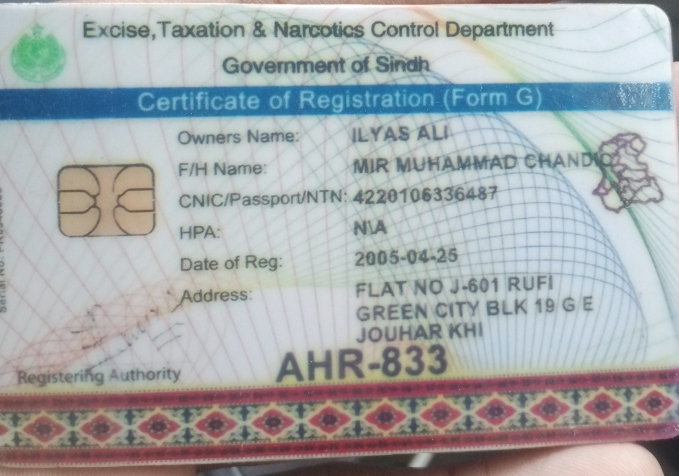 Excise,Taxation & Narcotics Control Department
Government of Sindh
Certificate of Registration (Form G)
Owners Name: ILYAS ALI
F/H Name: MIR MUHAMMAD CHANDIO
CNIC/Passport/NTN: 4220106336487
HPA: N\A
Date of Reg: 2005-04-25
Address: FLAT NO J-601 RUFI
GREEN CITY BLK 19 G E
JOUHAR KHI
Registering Authority
AHR-833
Serial No.